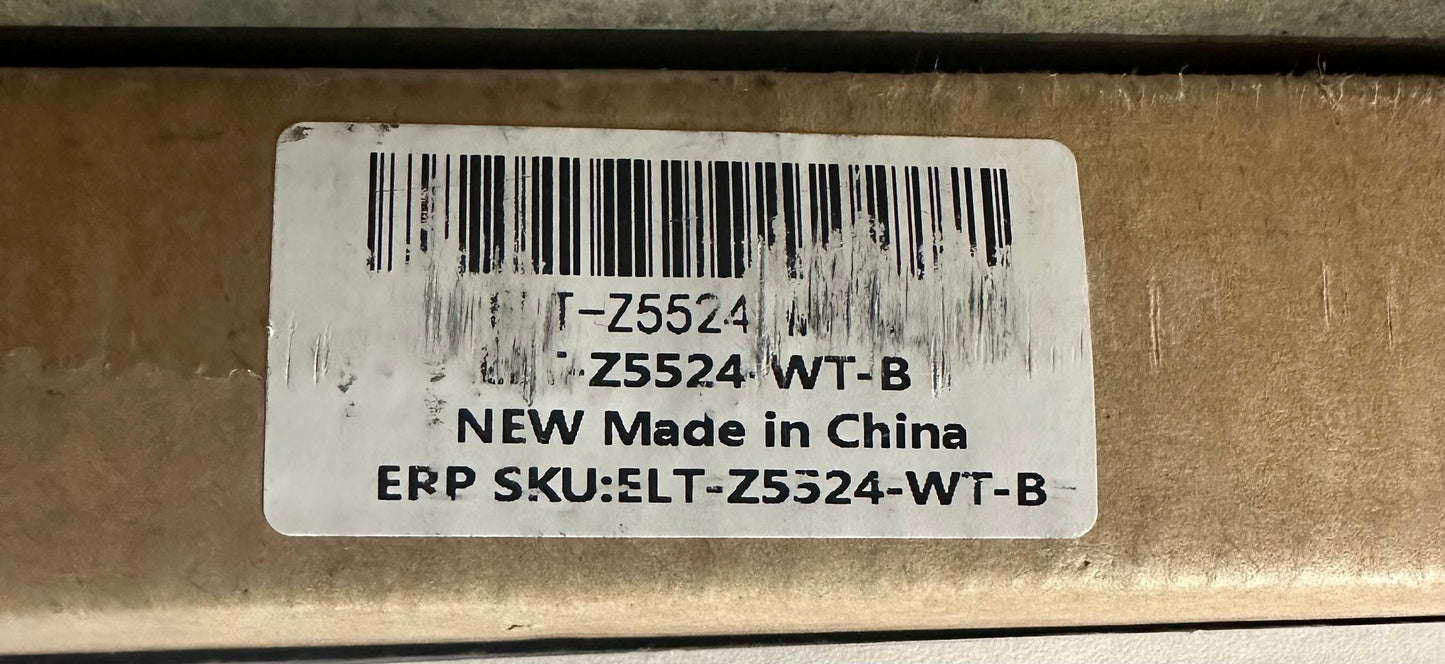 T-Z5524
-Z5524-WT-B
NEW Made in China
ERP SKU:ELT-Z5524-WT-B